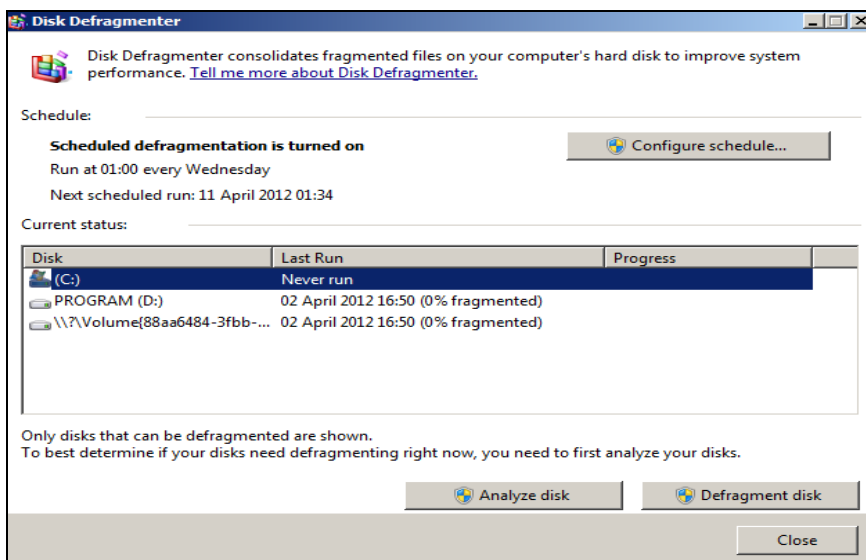 Disk Defragmenter
Disk Defragmenter consolidates fragmented files on your computer's hard disk to improve system
performance. Tell me more about Disk Defragmenter.
Schedule:
Scheduled defragmentation is turned on
Configure schedule...
Run at 01:00 every Wednesday
Next scheduled run: 11 April 2012 01:34
Current status:
Disk Last Run Progress
(C:) Never run
PROGRAM (D:) 02 April 2012 16:50 (0% fragmented)
\\?\Volume{88aa6484-3fbb-... 02 April 2012 16:50 (0% fragmented)
Only disks that can be defragmented are shown.
To best determine if your disks need defragmenting right now, you need to first analyze your disks.
Analyze disk Defragment disk
Close